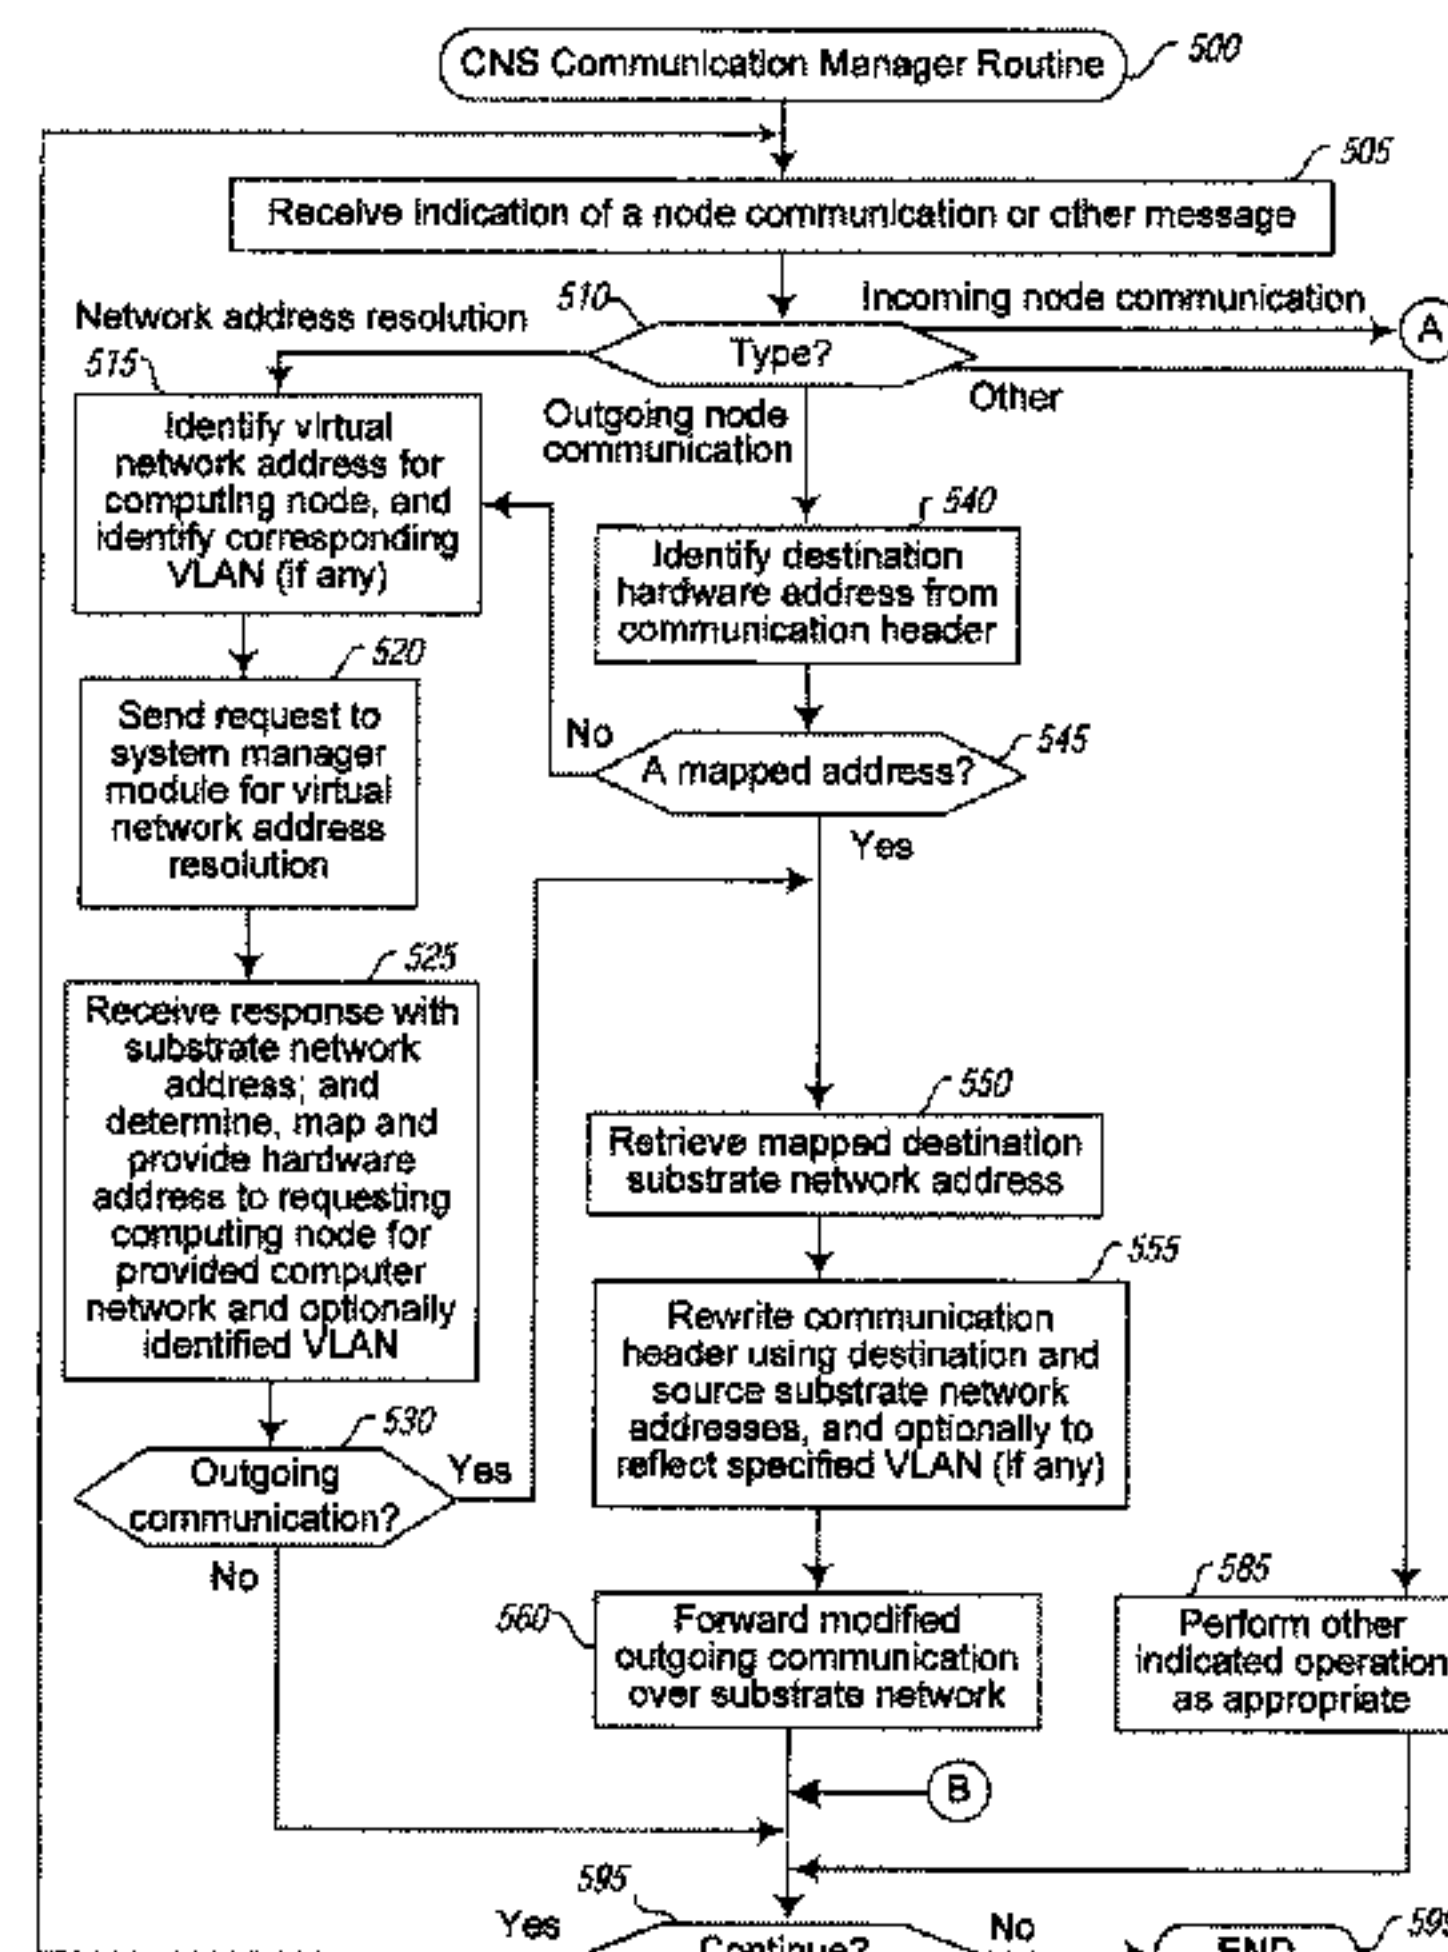 CNS Communication Manager Routine
500
505
Receive indication of a node communication or other message
510
Incoming node communication
A
Network address resolution
Type?
Other
515
Outgoing node
communication
Identify virtual
network address for
computing node, and
identify corresponding
VLAN (if any)
540
Identify destination
hardware address from
communication header
520
Send request to
system manager
module for virtual
network address
resolution
No
545
A mapped address?
Yes
525
Receive response with
substrate network
address; and
determine, map and
provide hardware
address to requesting
computing node for
provided computer
network and optionally
identified VLAN
550
Retrieve mapped destination
substrate network address
555
Rewrite communication
header using destination and
source substrate network
addresses, and optionally to
reflect specified VLAN (if any)
530
Outgoing
communication?
Yes
No
560
Forward modified
outgoing communication
over substrate network
585
Perform other
indicated operation
as appropriate
B
595
Yes
Continue?
No
END
599